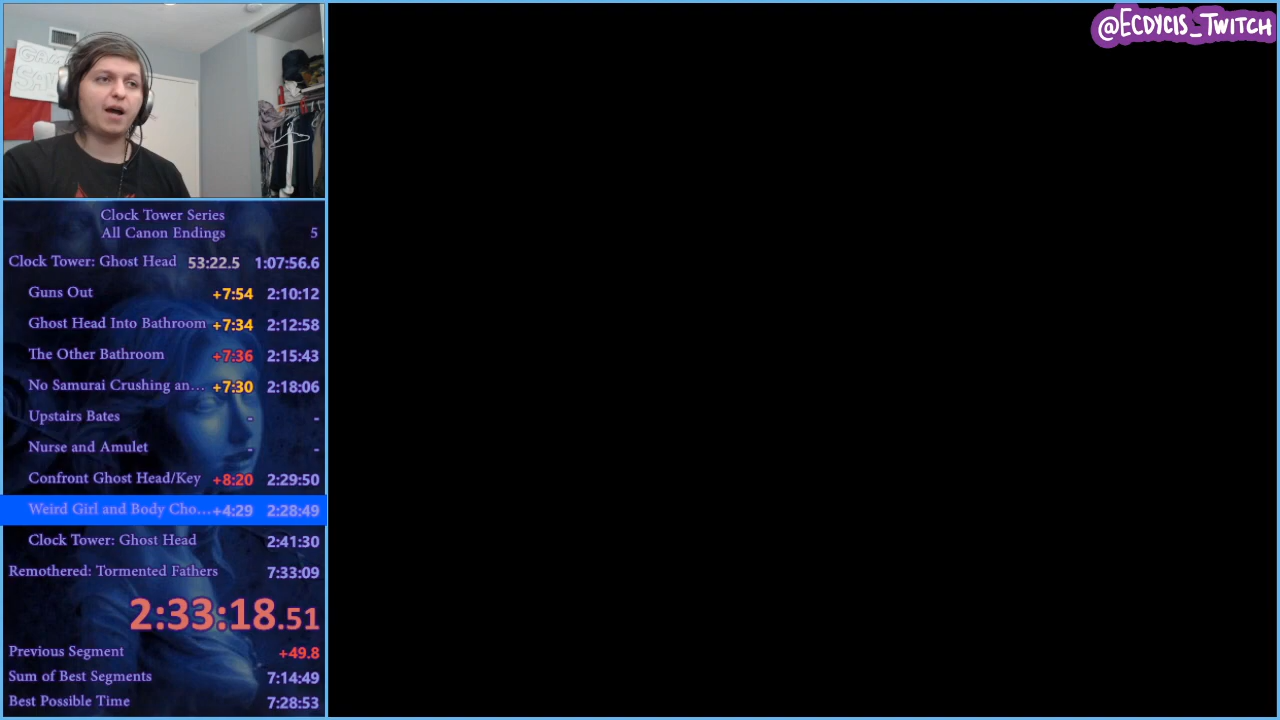 @ECDYCIS_TWITCH
Clock Tower Series
All Canon Endings 5
Clock Tower: Ghost Head 53:22.5 1:07:56.6
Guns Out +7:54 2:10:12
Ghost Head Into Bathroom +7:34 2:12:58
The Other Bathroom +7:36 2:15:43
No Samurai Crushing an... +7:30 2:18:06
Upstairs Bates - -
Nurse and Amulet - -
Confront Ghost Head/Key +8:20 2:29:50
Weird Girl and Body Cho... +4:29 2:28:49
Clock Tower: Ghost Head 2:41:30
Remothered: Tormented Fathers 7:33:09
2:33:18.51
Previous Segment +49.8
Sum of Best Segments 7:14:49
Best Possible Time 7:28:53